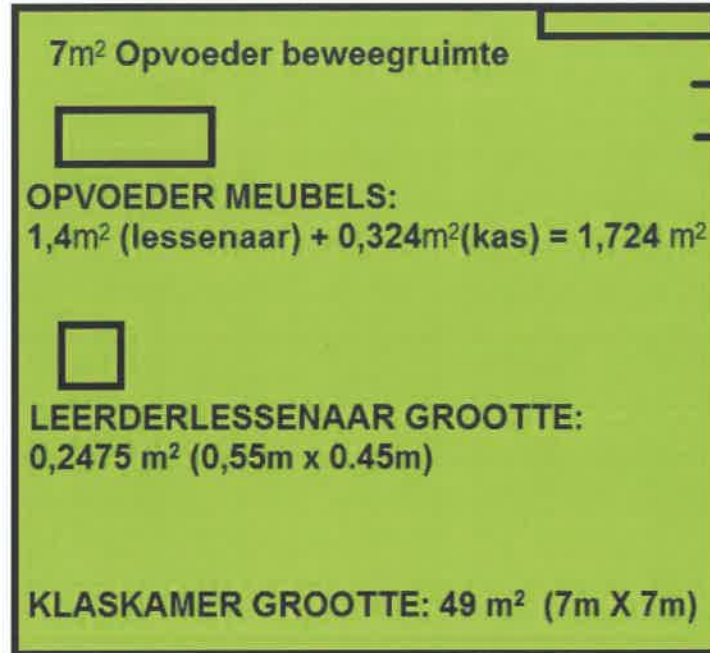 7m² Opvoeder beweegruimte
OPVOEDER MEUBELS:
1,4m² (lessenaar) + 0,324m²(kas) = 1,724 m²
LEERDERLESSENAAR GROOTTE:
0,2475 m² (0,55m x 0.45m)
KLASKAMER GROOTTE: 49 m² (7m X 7m)